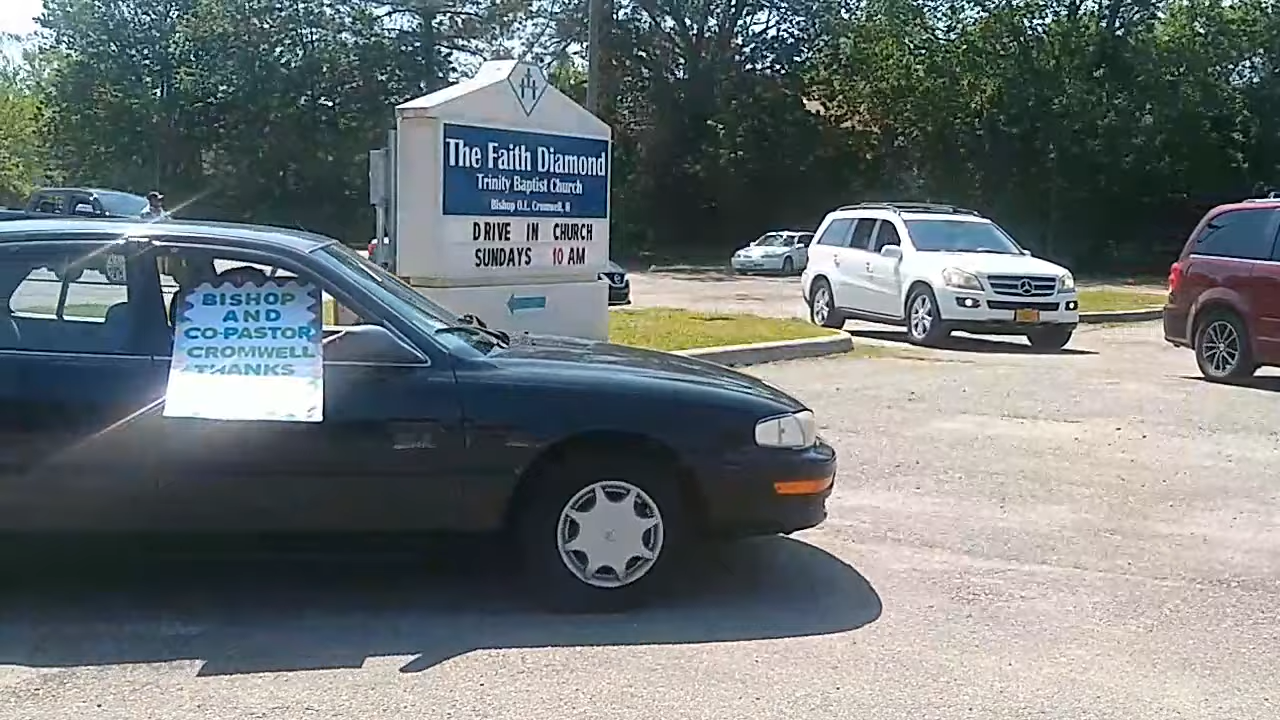 The Faith Diamond
Trinity Baptist Church
Bishop O.L. Cromwell, II
DRIVE IN CHURCH
SUNDAYS 10 AM
BISHOP
AND
CO-PASTOR
CROMWELL
THANKS